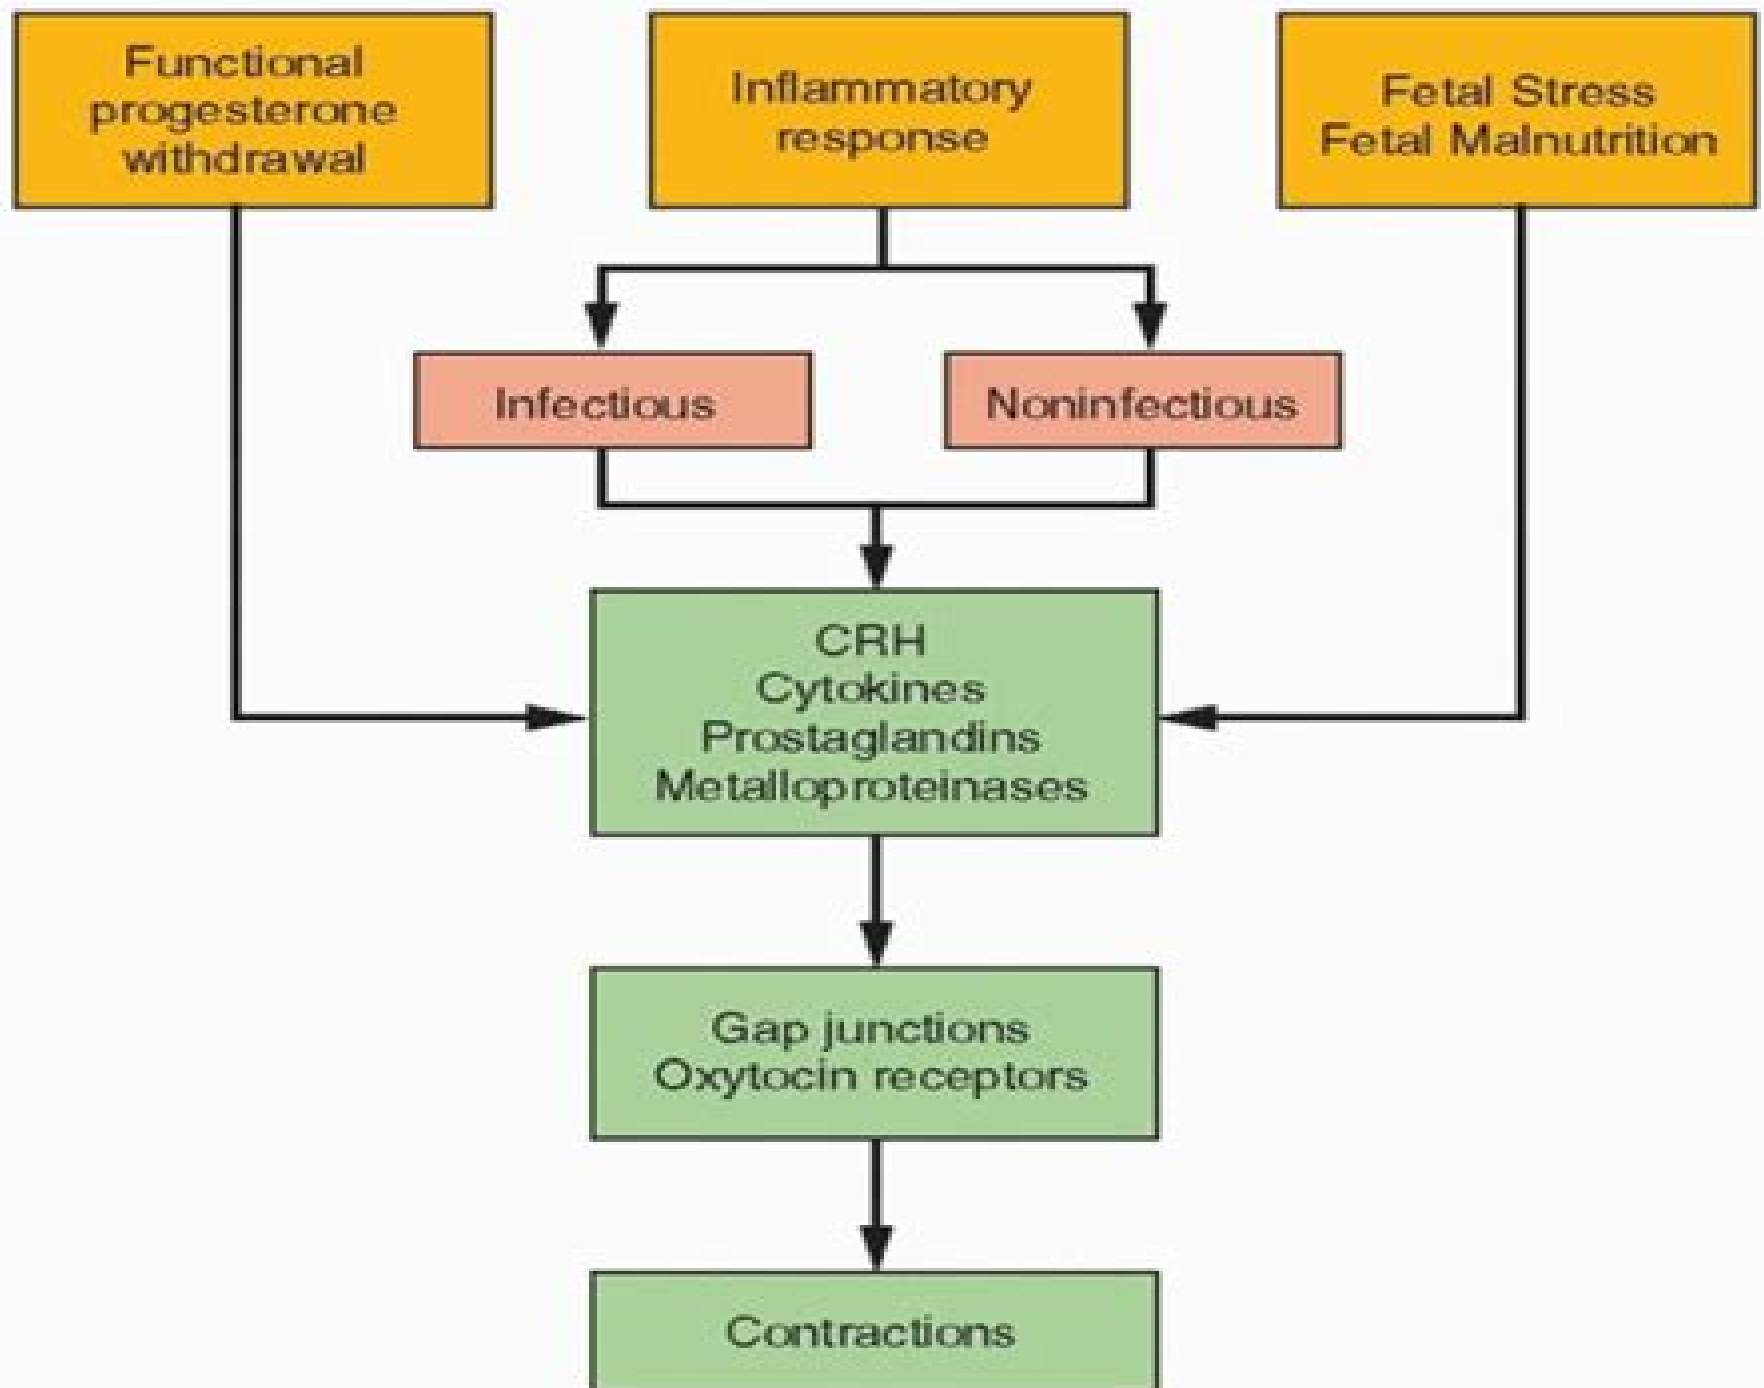 Functional
progesterone
withdrawal
Inflammatory
response
Fetal Stress
Fetal Malnutrition
Infectious
Noninfectious
CRH
Cytokines
Prostaglandins
Metalloproteinases
Gap junctions
Oxytocin receptors
Contractions